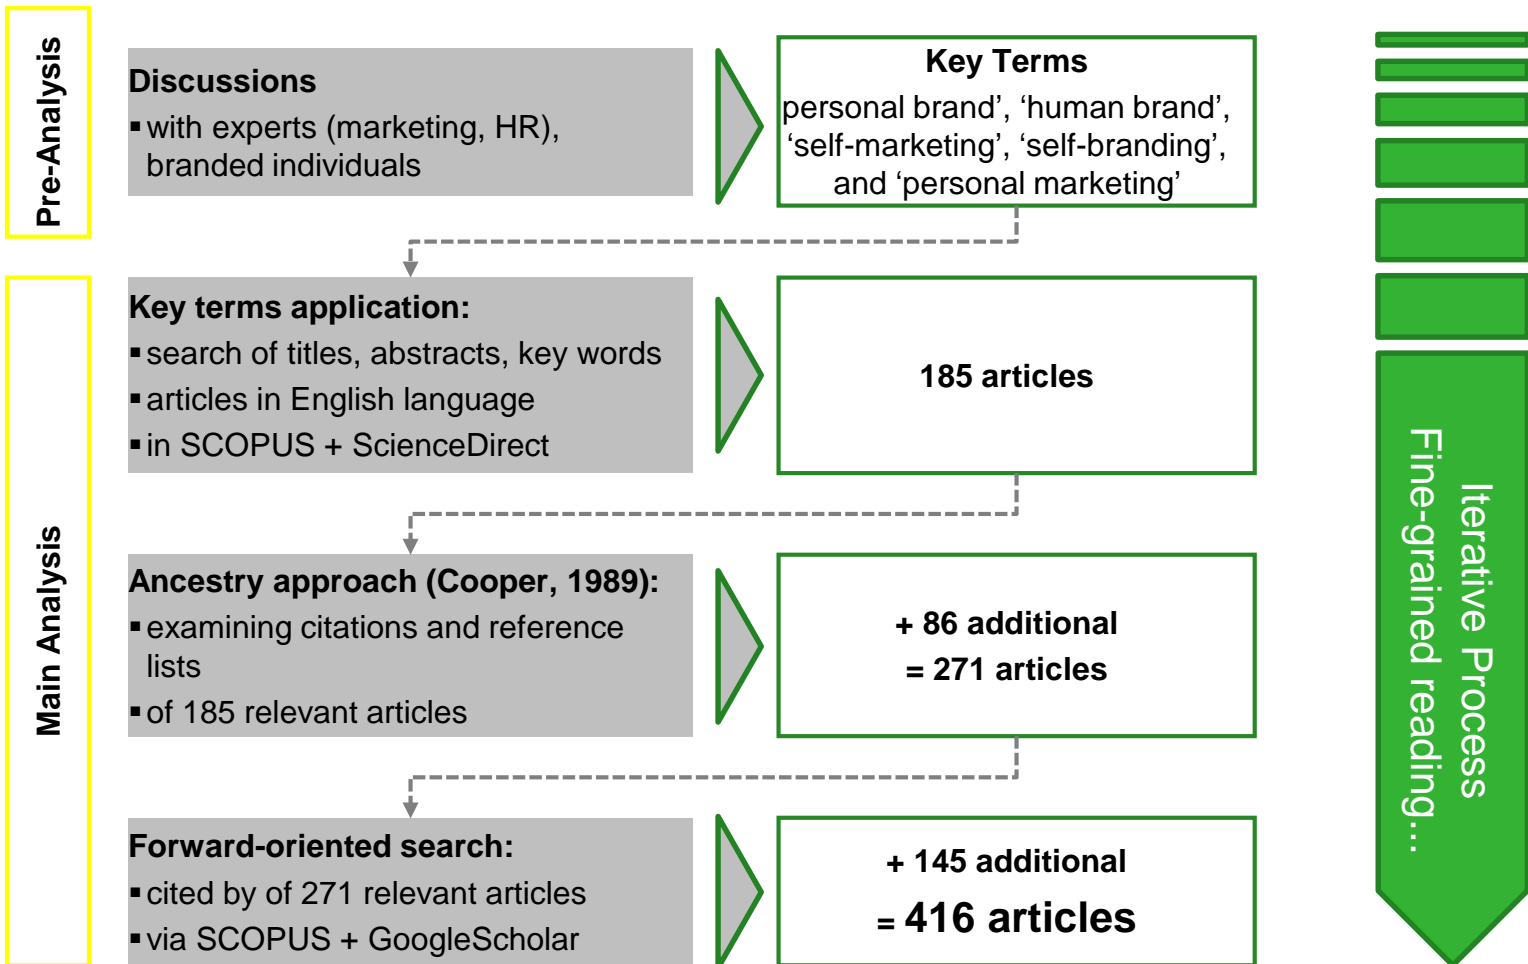 Pre-Analysis
Discussions
▪ with experts (marketing, HR),
branded individuals
Key Terms
personal brand’, ‘human brand’,
‘self-marketing’, ‘self-branding’,
and ‘personal marketing’
Main Analysis
Key terms application:
▪ search of titles, abstracts, key words
▪ articles in English language
▪ in SCOPUS + ScienceDirect
185 articles
Ancestry approach (Cooper, 1989):
▪ examining citations and reference
lists
▪ of 185 relevant articles
+ 86 additional
= 271 articles
Forward-oriented search:
▪ cited by of 271 relevant articles
▪ via SCOPUS + GoogleScholar
+ 145 additional
= 416 articles
Iterative Process
Fine-grained reading…